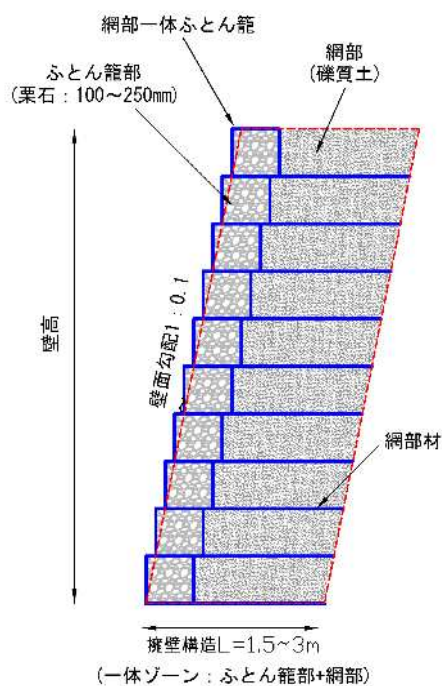 網部一体ふとん籠
ふとん籠部
(栗石：100～250mm)
網部
(礫質土)
壁高
壁面勾配1：0.1
網部材
擁壁構造L=1.5~3m
(一体ゾーン：ふとん籠部+網部)